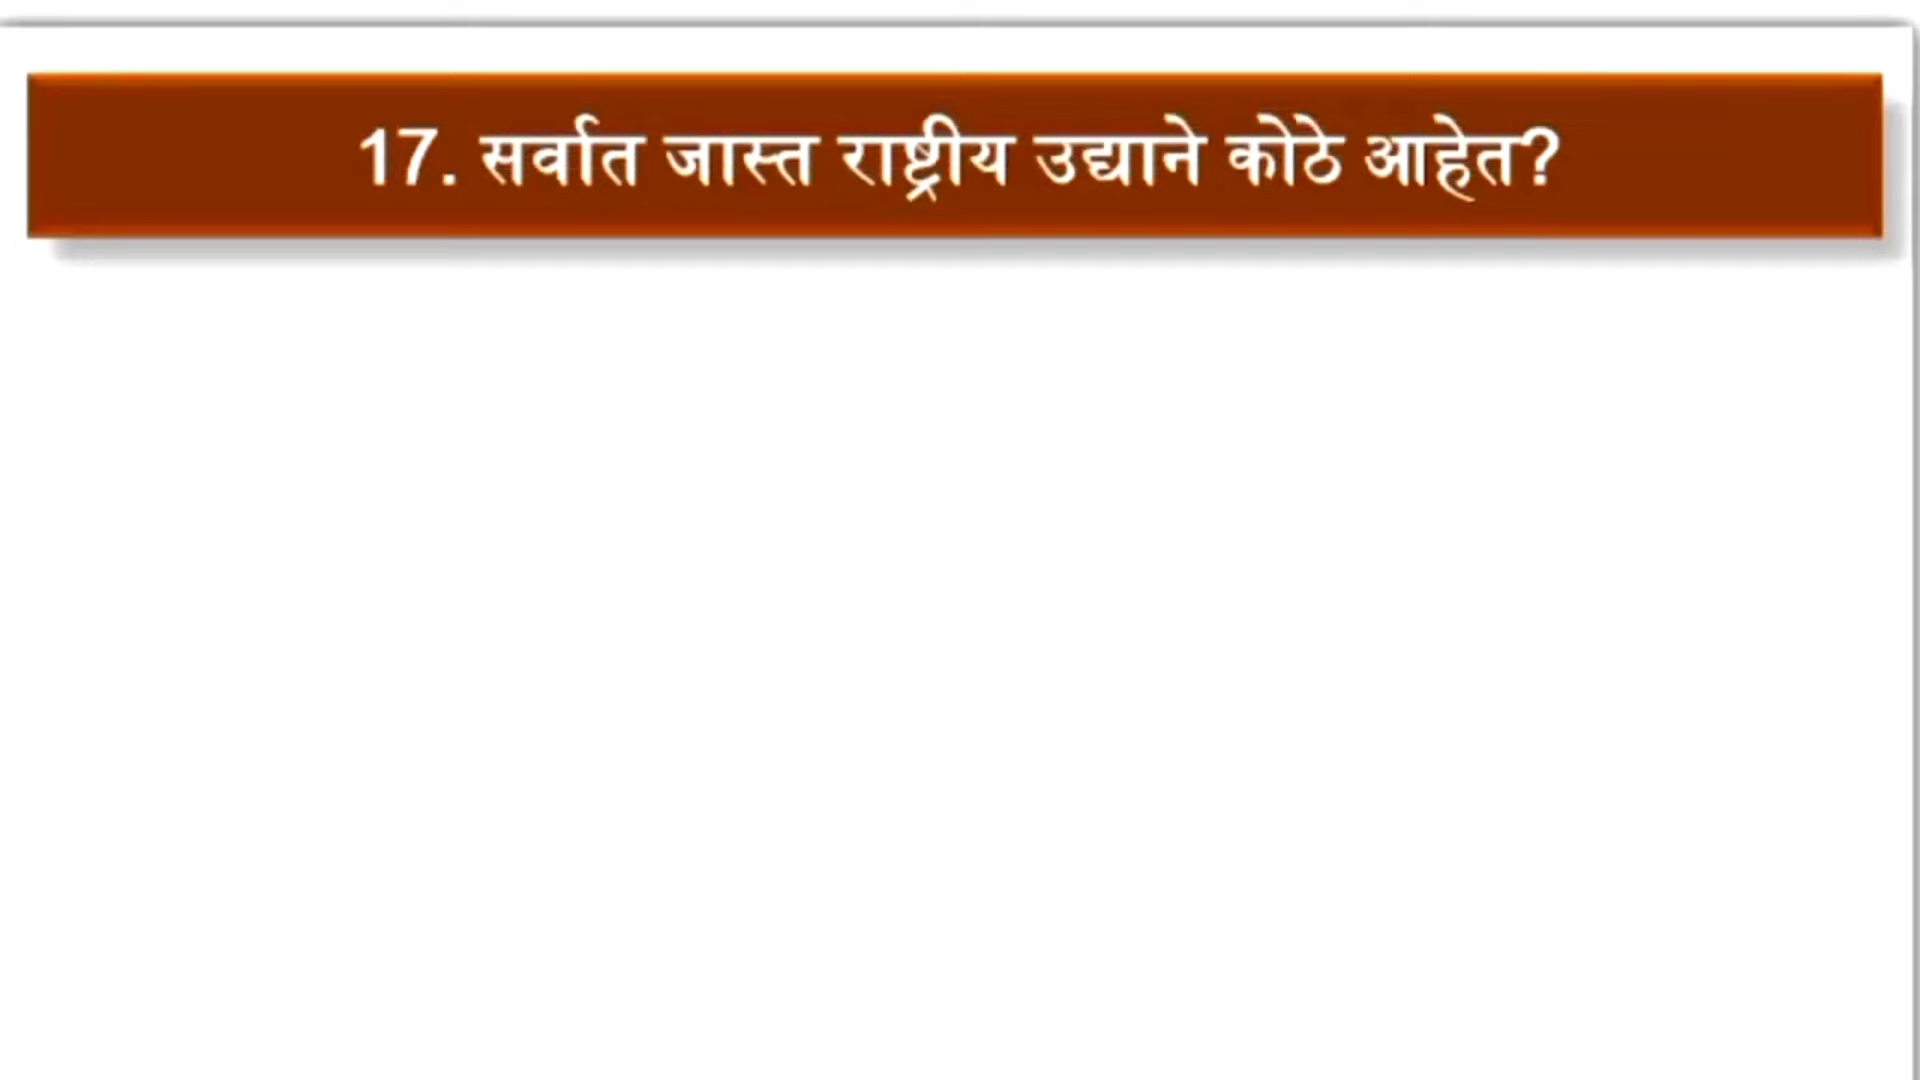 17. सर्वात जास्त राष्ट्रीय उद्याने कोठे आहेत?